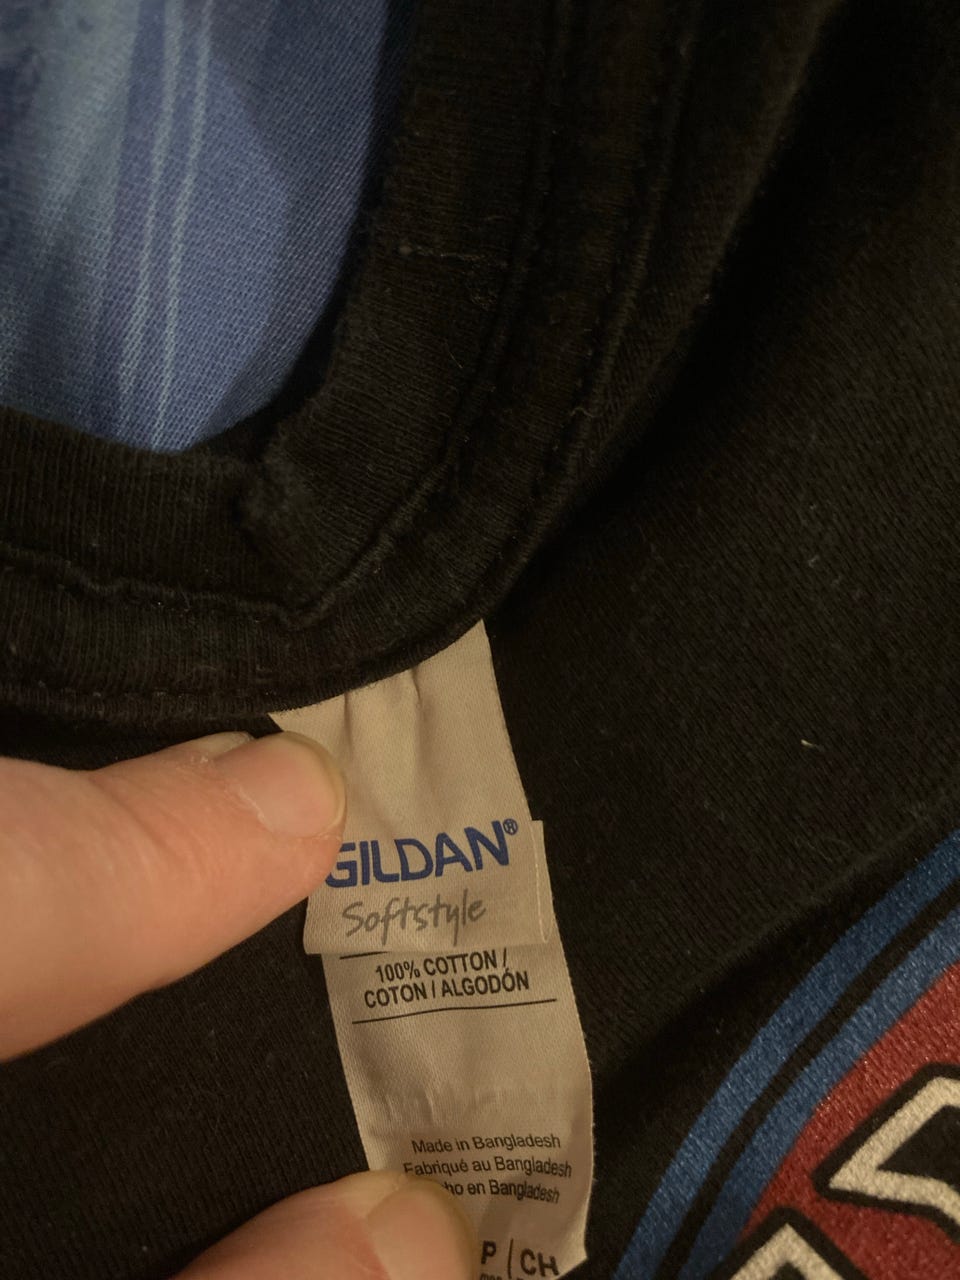 GILDAN®
Softstyle
100% COTTON /
COTON / ALGODÓN
Made in Bangladesh
Fabriqué au Bangladesh
en Bangladesh
P | CH